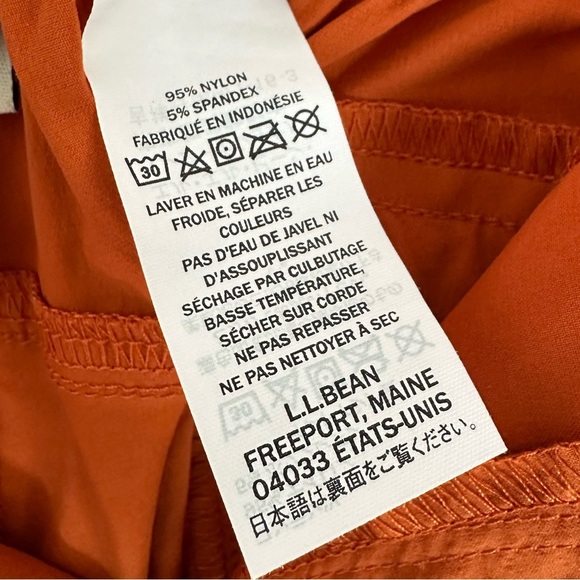 95% NYLON
5% SPANDEX
FABRIQUÉ EN INDONÉSIE
30
LAVER EN MACHINE EN EAU
FROIDE, SÉPARER LES
COULEURS
PAS D'EAU DE JAVEL NI
D'ASSOUPLISSANT
SÉCHAGE PAR CULBUTAGE
BASSE TEMPÉRATURE,
SÉCHER SUR CORDE
NE PAS REPASSER
NE PAS NETTOYER À SEC
L.L.BEAN
FREEPORT, MAINE
04033 ÉTATS-UNIS
日本語は裏面をご覧ください。